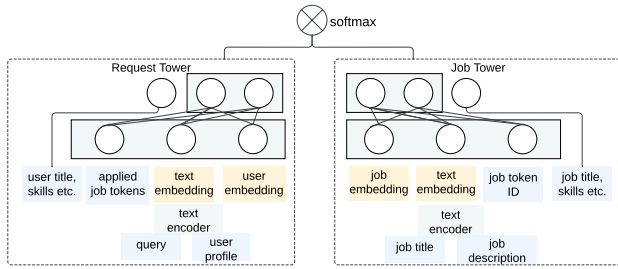 softmax
Request Tower
Job Tower
user title,
skills etc.
applied
job tokens
text
embedding
user
embedding
job
embedding
text
embedding
job token
ID
job title,
skills etc.
text
encoder
query
user
profile
text
encoder
job title
job
description